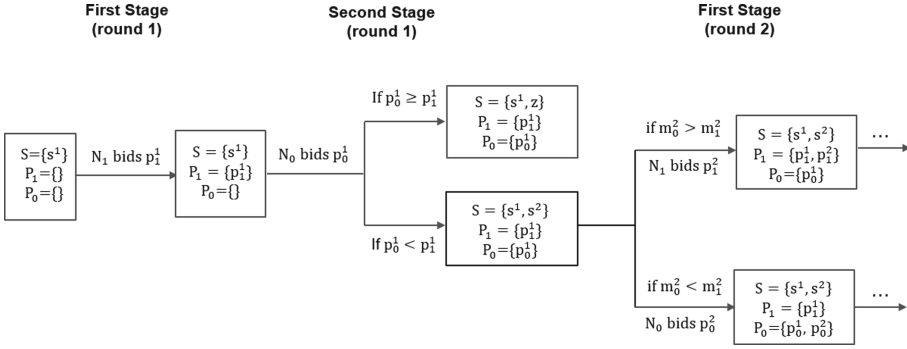 First Stage
(round 1)
Second Stage
(round 1)
First Stage
(round 2)
S={s¹}
P₁={}
P₀={}
N₁ bids p₁¹
S = {s¹}
P₁ = {p₁¹}
P₀={}
N₀ bids p₀¹
If p₀¹ ≥ p₁¹
S = {s¹, z}
P₁ = {p₁¹}
P₀={p₀¹}
If p₀¹ < p₁¹
S = {s¹, s²}
P₁ = {p₁¹}
P₀={p₀¹}
if m₀² > m₁²
N₁ bids p₁²
S = {s¹, s²}
P₁ = {p₁¹, p₁²}
P₀={p₀¹}
...
if m₀² < m₁²
N₀ bids p₀²
S = {s¹, s²}
P₁ = {p₁¹}
P₀={p₀¹, p₀²}
...